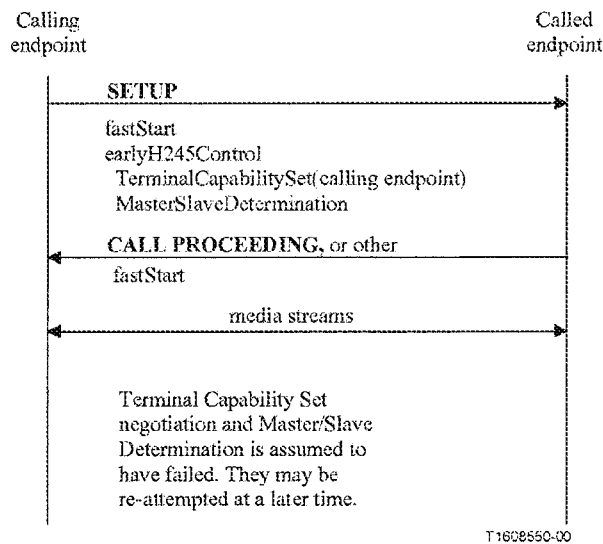 Calling
endpoint
Called
endpoint
SETUP
fastStart
earlyH245Control
TerminalCapabilitySet(calling endpoint)
MasterSlaveDetermination
CALL PROCEEDING, or other
fastStart
media streams
Terminal Capability Set
negotiation and Master/Slave
Determination is assumed to
have failed. They may be
re-attempted at a later time.
T1608550-00